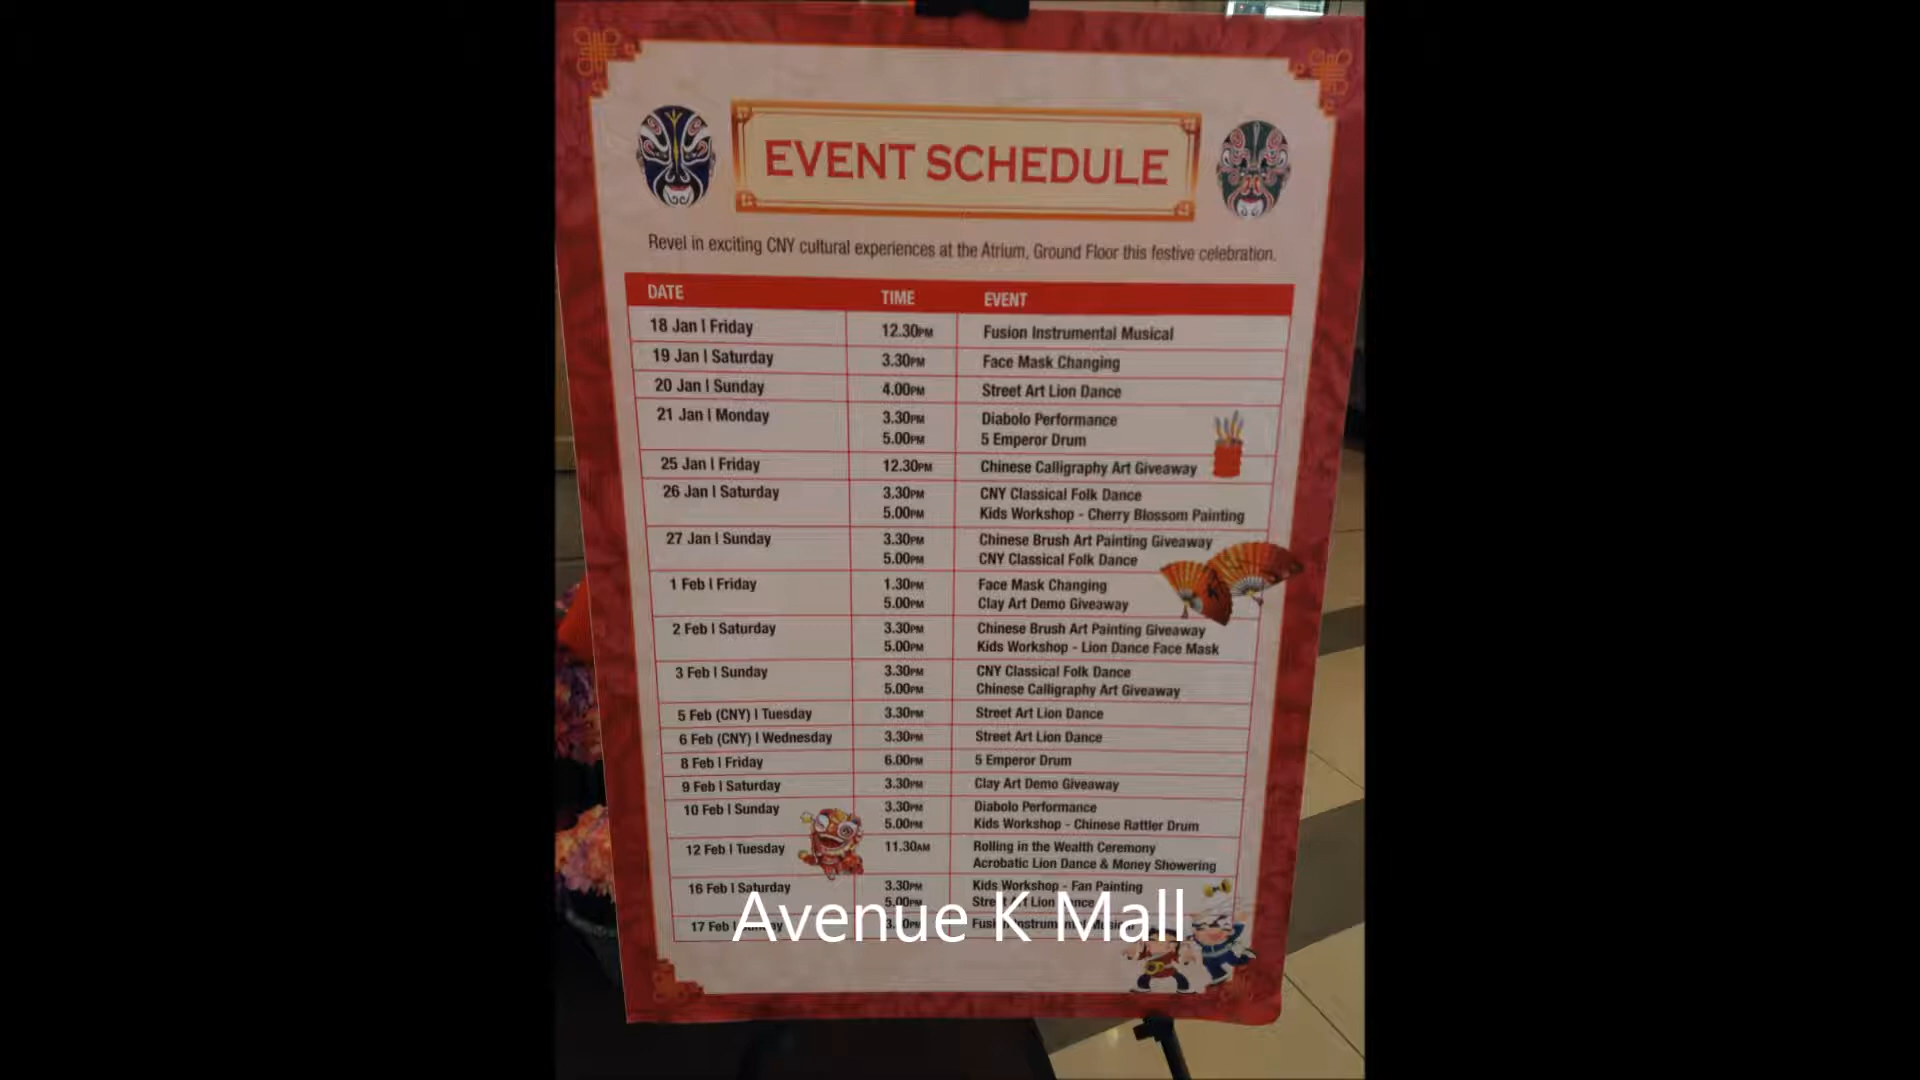 EVENT SCHEDULE
Revel in exciting CNY cultural experiences at the Atrium, Ground Floor this festive celebration.
DATE TIME EVENT
18 Jan | Friday 12.30PM Fusion Instrumental Musical
19 Jan | Saturday 3.30PM Face Mask Changing
20 Jan | Sunday 4.00PM Street Art Lion Dance
21 Jan | Monday 3.30PM Diabolo Performance
5.00PM 5 Emperor Drum
25 Jan | Friday 12.30PM Chinese Calligraphy Art Giveaway
26 Jan | Saturday 3.30PM CNY Classical Folk Dance
5.00PM Kids Workshop - Cherry Blossom Painting
27 Jan | Sunday 3.30PM Chinese Brush Art Painting Giveaway
5.00PM CNY Classical Folk Dance
1 Feb | Friday 1.30PM Face Mask Changing
5.00PM Clay Art Demo Giveaway
2 Feb | Saturday 3.30PM Chinese Brush Art Painting Giveaway
5.00PM Kids Workshop - Lion Dance Face Mask
3 Feb | Sunday 3.30PM CNY Classical Folk Dance
5.00PM Chinese Calligraphy Art Giveaway
5 Feb (CNY) | Tuesday 3.30PM Street Art Lion Dance
6 Feb (CNY) | Wednesday 3.30PM Street Art Lion Dance
8 Feb | Friday 6.00PM 5 Emperor Drum
9 Feb | Saturday 3.30PM Clay Art Demo Giveaway
10 Feb | Sunday 3.30PM Diabolo Performance
5.00PM Kids Workshop - Chinese Rattler Drum
12 Feb | Tuesday 11.30AM Rolling in the Wealth Ceremony
Acrobatic Lion Dance & Money Showering
16 Feb | Saturday 3.30PM Kids Workshop - Fan Painting
5.00PM Street Art Lion Dance
17 Feb |
Avenue K Mall